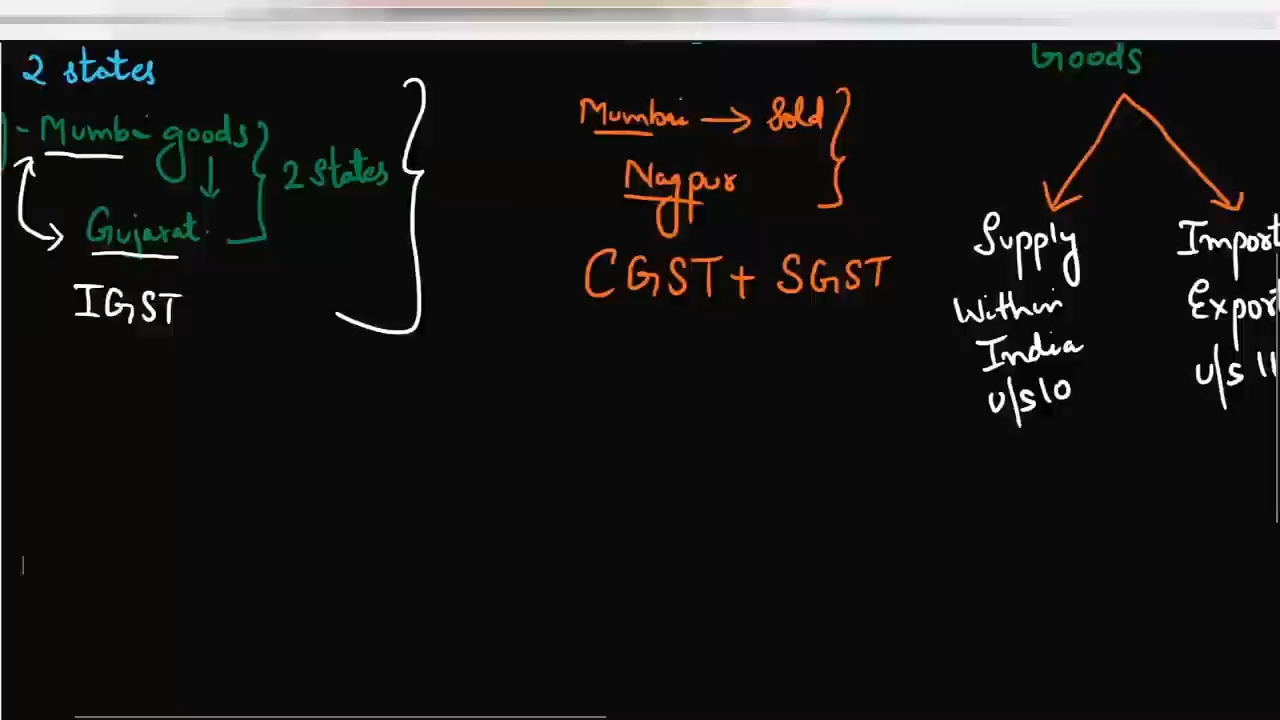 2 states
- Mumbai goods
2 States
Gujarat.
IGST
Mumbai → Sold
Nagpur
CGST + SGST
Goods
Supply
Within
India
u/s 10
Import
Export
u/s 11